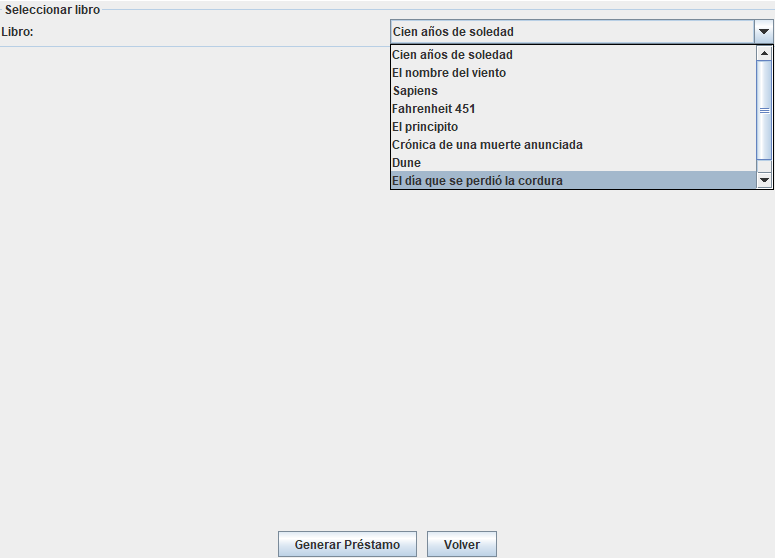 Seleccionar libro
Libro:
Cien años de soledad
Cien años de soledad
El nombre del viento
Sapiens
Fahrenheit 451
El principito
Crónica de una muerte anunciada
Dune
El día que se perdió la cordura
Generar Préstamo
Volver